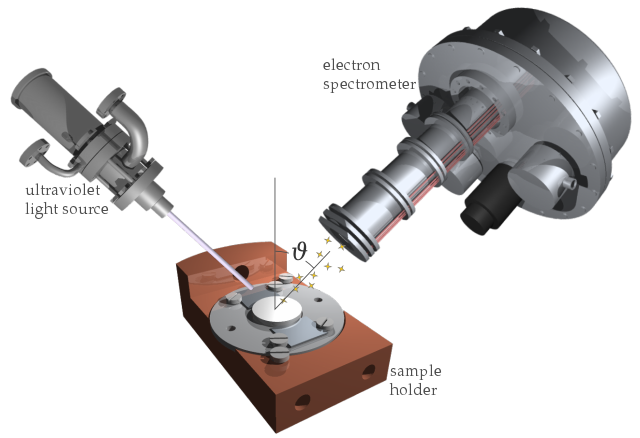 electron
spectrometer
ultraviolet
light source
ϑ
sample
holder